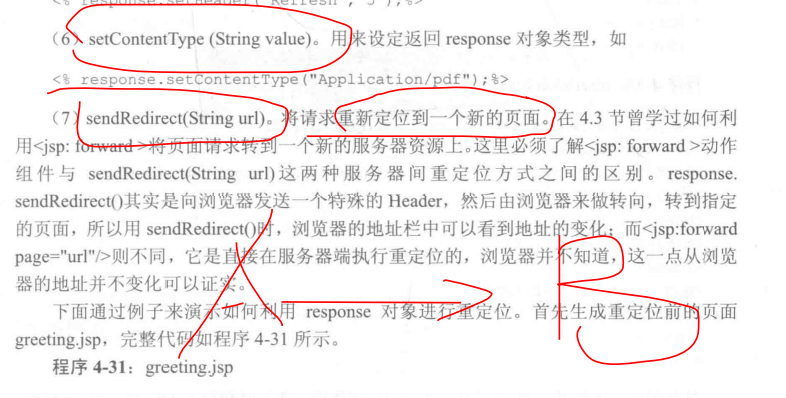 <% response.setHeader("Refresh", 5 );%>
(6) setContentType (String value)。用来设定返回 response 对象类型，如
<% response.setContentType("Application/pdf");%>
(7) sendRedirect(String url)。将请求重新定位到一个新的页面。在 4.3 节曾学过如何利
用<jsp: forward >将页面请求转到一个新的服务器资源上。这里必须了解<jsp: forward >动作
组件与 sendRedirect(String url)这两种服务器间重定位方式之间的区别。response.
sendRedirect()其实是向浏览器发送一个特殊的 Header，然后由浏览器来做转向，转到指定
的页面，所以用 sendRedirect()时，浏览器的地址栏中可以看到地址的变化；而<jsp:forward
page="url"/>则不同，它是直接在服务器端执行重定位的，浏览器并不知道，这一点从浏览
器的地址并不变化可以证实。
A B
下面通过例子来演示如何利用 response 对象进行重定位。首先生成重定位前的页面
greeting.jsp，完整代码如程序 4-31 所示。
程序 4-31：greeting.jsp